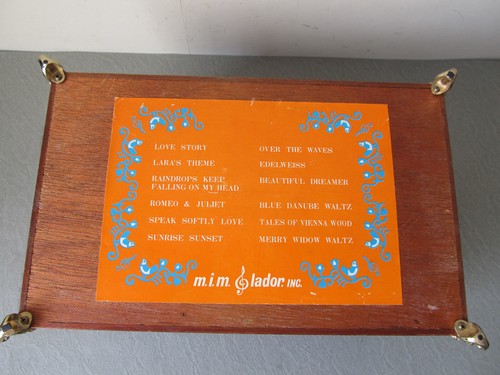 LOVE STORY
LARA'S THEME
RAINDROPS KEEP
FALLING ON MY HEAD
ROMEO & JULIET
SPEAK SOFTLY LOVE
SUNRISE SUNSET
OVER THE WAVES
EDELWEISS
BEAUTIFUL DREAMER
BLUE DANUBE WALTZ
TALES OF VIENNA WOOD
MERRY WIDOW WALTZ
m.i.m. lador. INC.